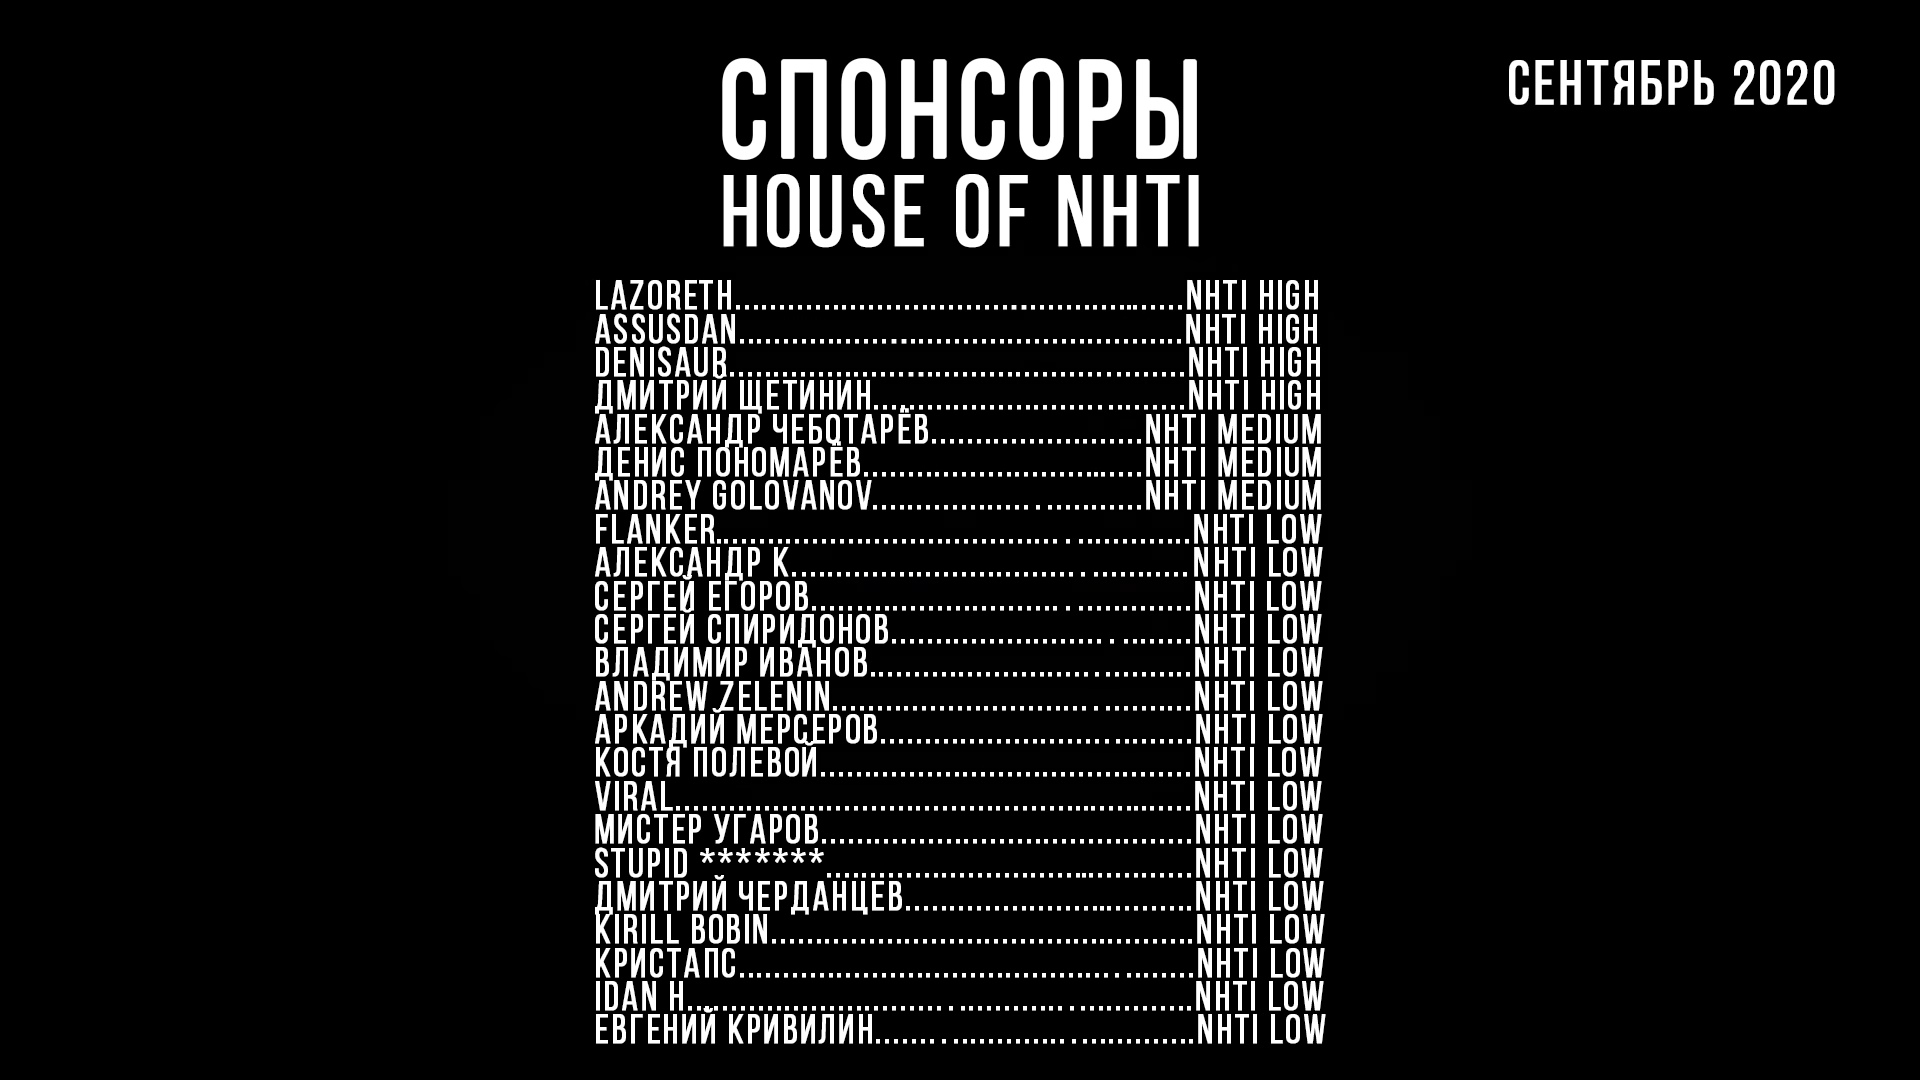 СПОНСОРЫ
HOUSE OF NHTI
СЕНТЯБРЬ 2020
LAZORETH..................................................NHTI HIGH
ASSUSDAN..................................................NHTI HIGH
DENISAUR..................................................NHTI HIGH
ДМИТРИЙ ЩЕТИНИН...................................NHTI HIGH
АЛЕКСАНДР ЧЕБОТАРЁВ........................NHTI MEDIUM
ДЕНИС ПОНОМАРЁВ................................NHTI MEDIUM
ANDREY GOLOVANOV..............................NHTI MEDIUM
FLANKER.....................................................NHTI LOW
АЛЕКСАНДР К.............................................NHTI LOW
СЕРГЕЙ ЕГОРОВ...........................................NHTI LOW
СЕРГЕЙ СПИРИДОНОВ..................................NHTI LOW
ВЛАДИМИР ИВАНОВ....................................NHTI LOW
ANDREW ZELENIN........................................NHTI LOW
АРКАДИЙ МЕРСЕРОВ...................................NHTI LOW
КОСТЯ ПОЛЕВОЙ..........................................NHTI LOW
VIRAL..........................................................NHTI LOW
МИСТЕР УГАРОВ..........................................NHTI LOW
STUPID *******.........................................NHTI LOW
ДМИТРИЙ ЧЕРДАНЦЕВ................................NHTI LOW
KIRILL BOBIN...............................................NHTI LOW
КРИСТАПС...................................................NHTI LOW
IDAN H........................................................NHTI LOW
ЕВГЕНИЙ КРИВИЛИН...................................NHTI LOW